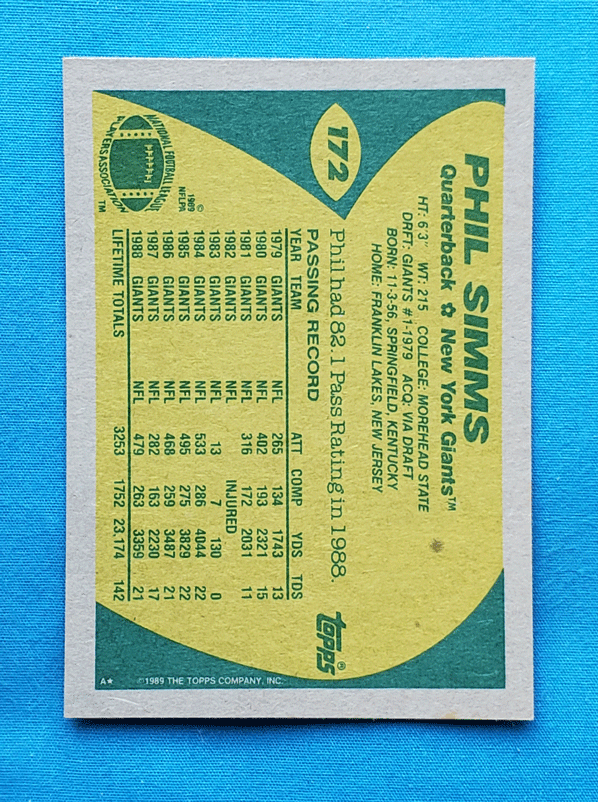 172
PHIL SIMMS
Quarterback ✩ New York Giants™
HT: 6'3" WT: 215 COLLEGE: MOREHEAD STATE
DRFT: GIANTS #1-1979 ACQ: VIA DRAFT
BORN: 11-3-56, SPRINGFIELD, KENTUCKY
HOME: FRANKLIN LAKES, NEW JERSEY
Phil had 82.1 Pass Rating in 1988.
topps®
PASSING RECORD
YEAR TEAM ATT COMP YDS TDS
1979 GIANTS NFL 265 134 1743 13
1980 GIANTS NFL 402 193 2321 15
1981 GIANTS NFL 316 172 2031 11
1982 NFL INJURED
1983 GIANTS NFL 13 7 130 0
1984 GIANTS NFL 533 286 4044 22
1985 GIANTS NFL 495 275 3829 22
1986 GIANTS NFL 468 259 3487 21
1987 GIANTS NFL 282 163 2230 17
1988 GIANTS NFL 479 263 3359 21
LIFETIME TOTALS 3253 1752 23,174 142
NATIONAL FOOTBALL LEAGUE
PLAYERS ASSOCIATION
™
©
1989
NFLPA
A* ©1989 THE TOPPS COMPANY, INC.